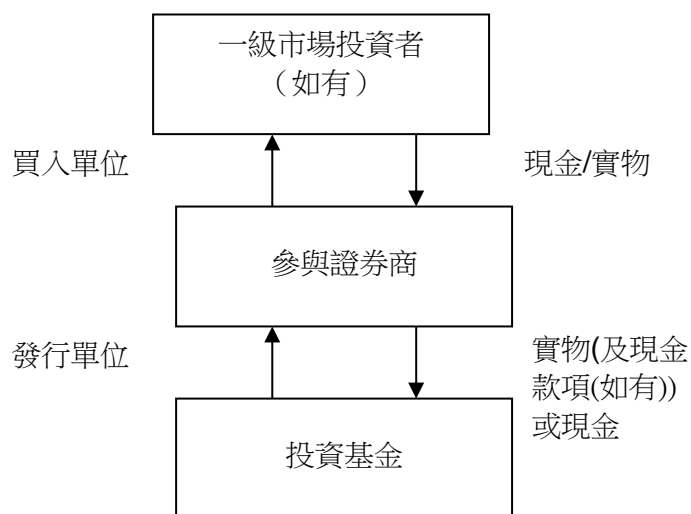 一級市場投資者
（如有）
買入單位
現金/實物
參與證券商
發行單位
實物(及現金
款項(如有))
或現金
投資基金